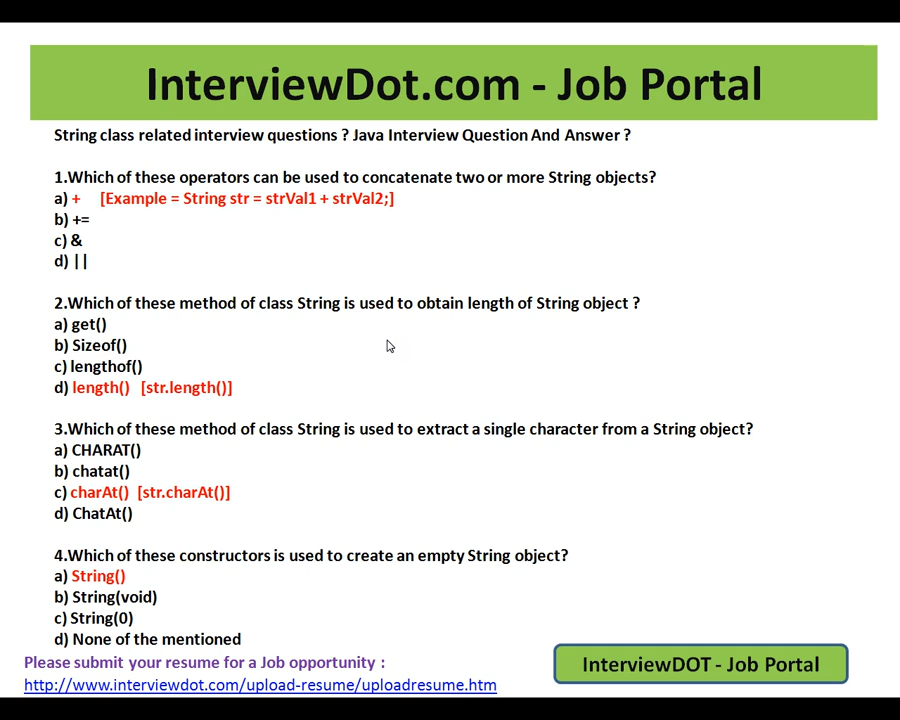 InterviewDot.com - Job Portal
String class related interview questions ? Java Interview Question And Answer ?
1.Which of these operators can be used to concatenate two or more String objects?
a) + [Example = String str = strVal1 + strVal2;]
b) +=
c) &
d) ||
2.Which of these method of class String is used to obtain length of String object ?
a) get()
b) Sizeof()
c) lengthof()
d) length() [str.length()]
3.Which of these method of class String is used to extract a single character from a String object?
a) CHARAT()
b) chatat()
c) charAt() [str.charAt()]
d) ChatAt()
4.Which of these constructors is used to create an empty String object?
a) String()
b) String(void)
c) String(0)
d) None of the mentioned
Please submit your resume for a Job opportunity :
http://www.interviewdot.com/upload-resume/uploadresume.htm
InterviewDOT - Job Portal